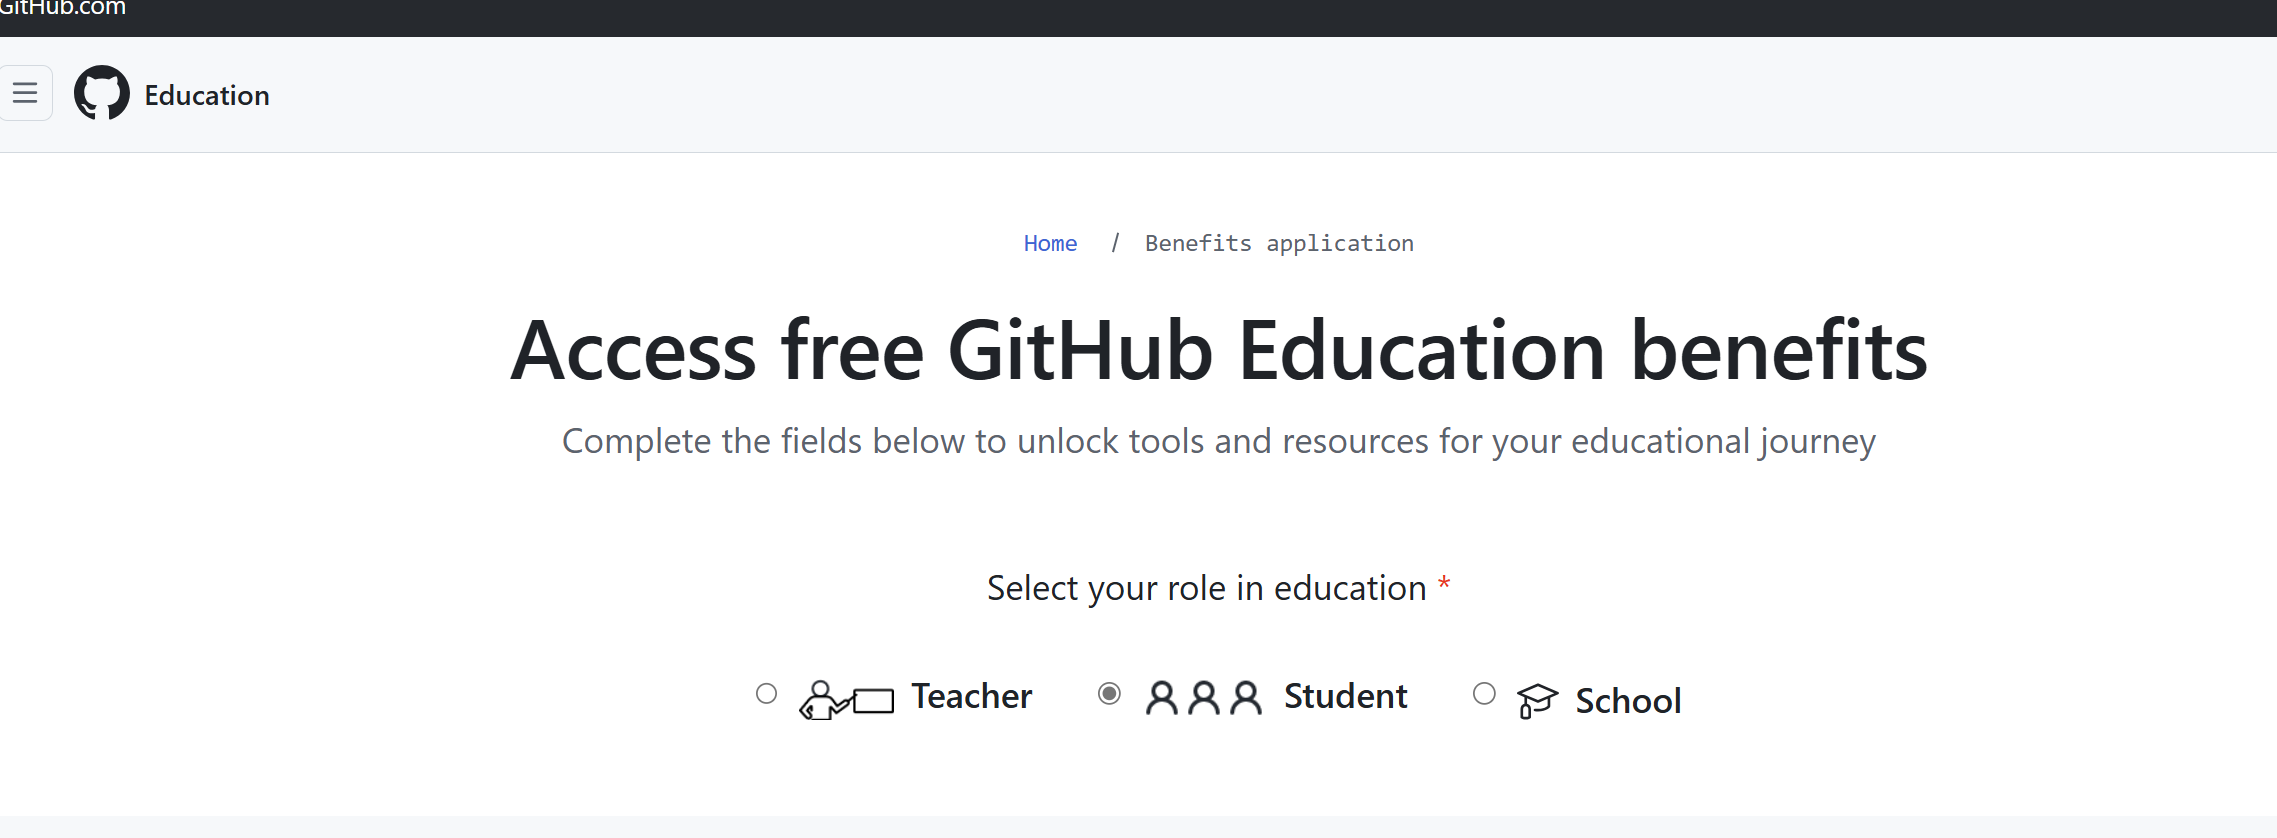 GitHub.com
Education
Home / Benefits application
Access free GitHub Education benefits
Complete the fields below to unlock tools and resources for your educational journey
Select your role in education *
Teacher Student School